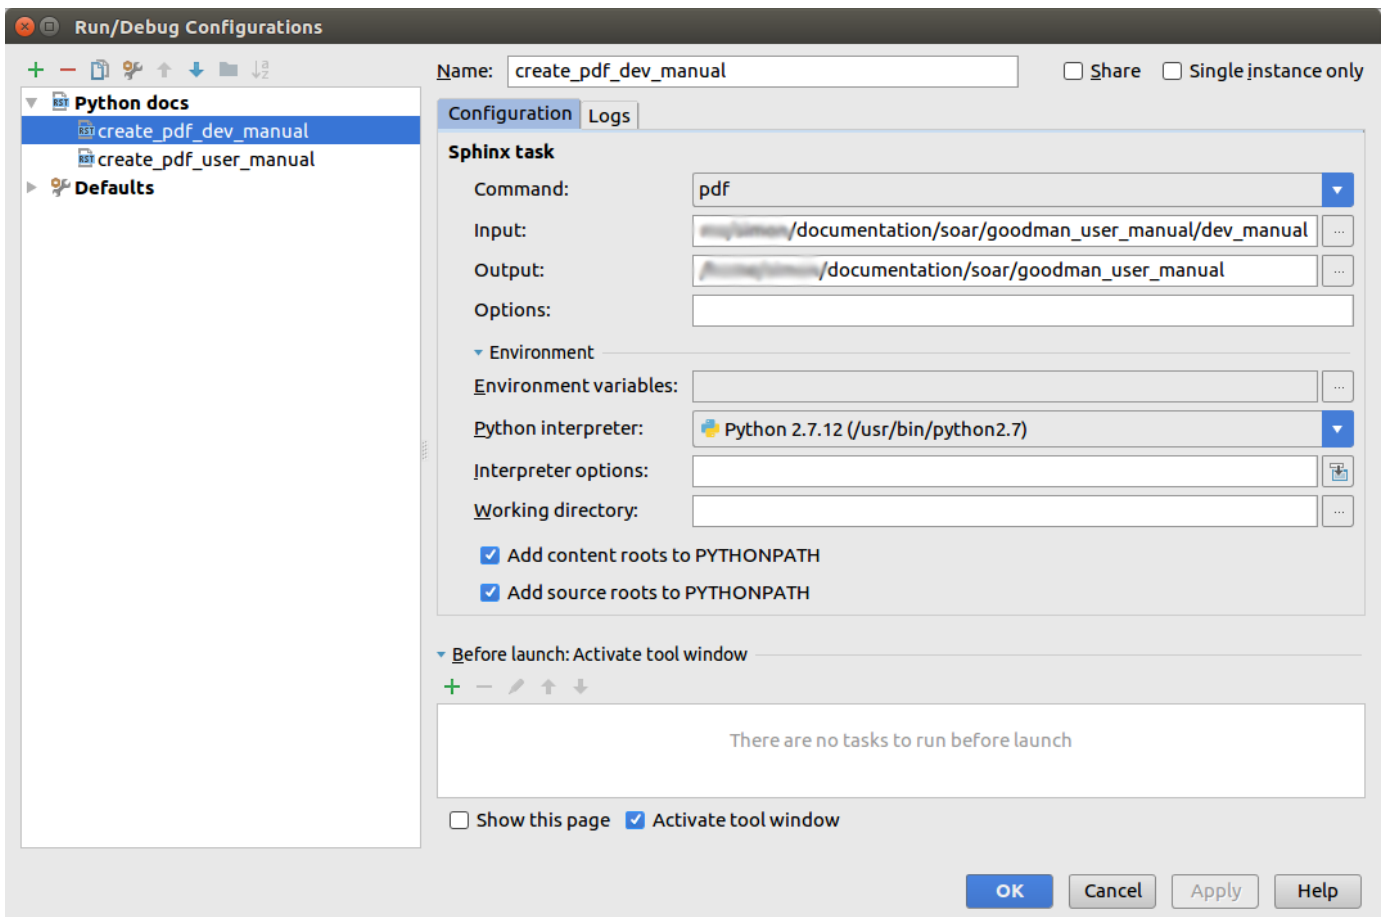 Run/Debug Configurations
Name: create_pdf_dev_manual
Share
Single instance only
Python docs
create_pdf_dev_manual
create_pdf_user_manual
Defaults
Configuration
Logs
Sphinx task
Command: pdf
Input: /documentation/soar/goodman_user_manual/dev_manual
Output: /documentation/soar/goodman_user_manual
Options:
Environment
Environment variables:
Python interpreter: Python 2.7.12 (/usr/bin/python2.7)
Interpreter options:
Working directory:
Add content roots to PYTHONPATH
Add source roots to PYTHONPATH
Before launch: Activate tool window
There are no tasks to run before launch
Show this page
Activate tool window
OK
Cancel
Apply
Help